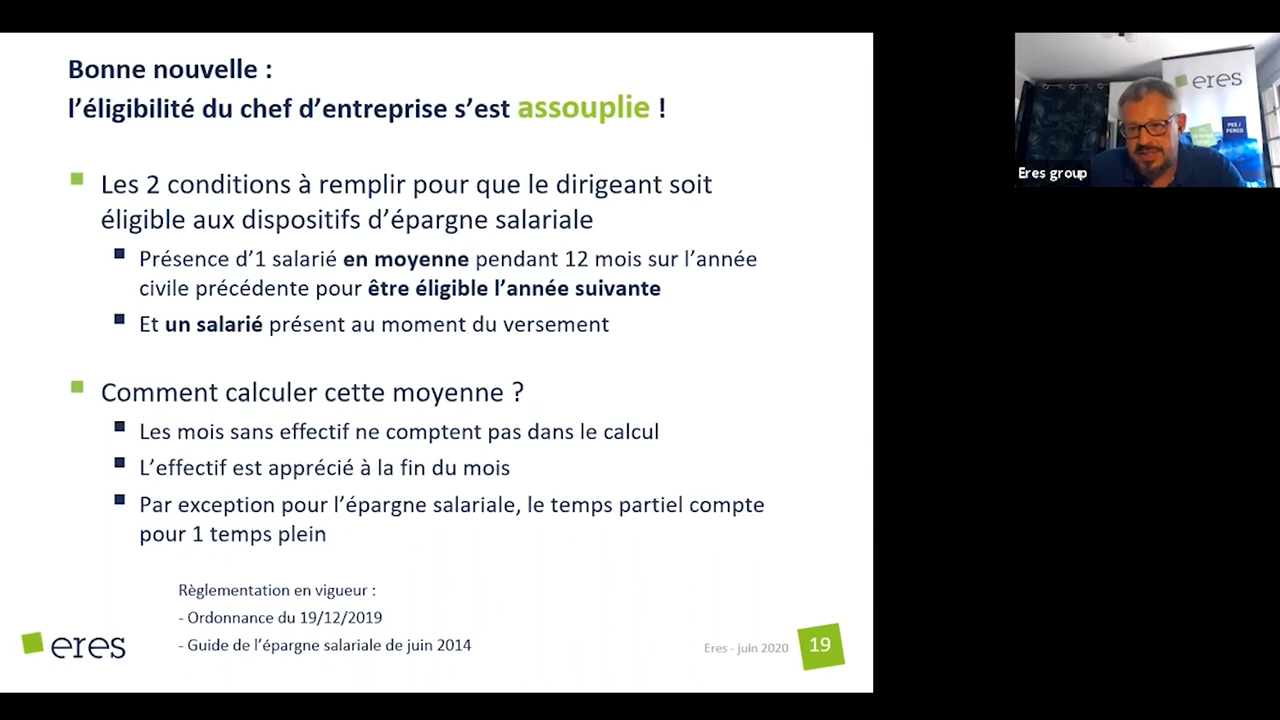 Bonne nouvelle :
l’éligibilité du chef d’entreprise s’est assouplie !
Les 2 conditions à remplir pour que le dirigeant soit
éligible aux dispositifs d’épargne salariale
Présence d’1 salarié en moyenne pendant 12 mois sur l’année
civile précédente pour être éligible l’année suivante
Et un salarié présent au moment du versement
Comment calculer cette moyenne ?
Les mois sans effectif ne comptent pas dans le calcul
L’effectif est apprécié à la fin du mois
Par exception pour l’épargne salariale, le temps partiel compte
pour 1 temps plein
Règlementation en vigueur :
- Ordonnance du 19/12/2019
- Guide de l’épargne salariale de juin 2014
eres
Eres - juin 2020
19
eres
PEE /
PERCO
Eres group